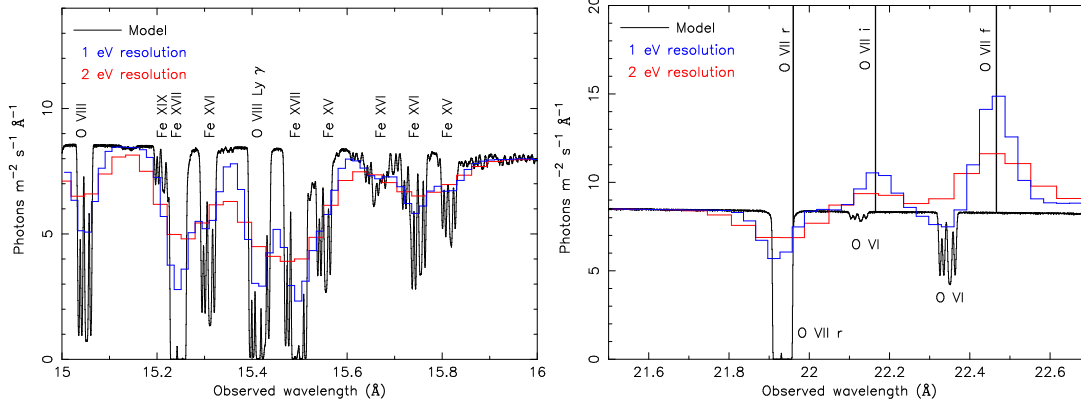 Model
1 eV resolution
2 eV resolution
O VIII
Fe XIX
Fe XVII
Fe XVI
O VIII Ly γ
Fe XVII
Fe XV
Fe XVI
Fe XVI
Fe XV
Photons m⁻² s⁻¹ Å⁻¹
0
5
10
15
15.2
15.4
15.6
15.8
16
Observed wavelength (Å)
Model
1 eV resolution
2 eV resolution
O VII r
O VII i
O VII f
O VI
O VI
O VII r
Photons m⁻² s⁻¹ Å⁻¹
0
5
10
15
20
21.6
21.8
22
22.2
22.4
22.6
Observed wavelength (Å)